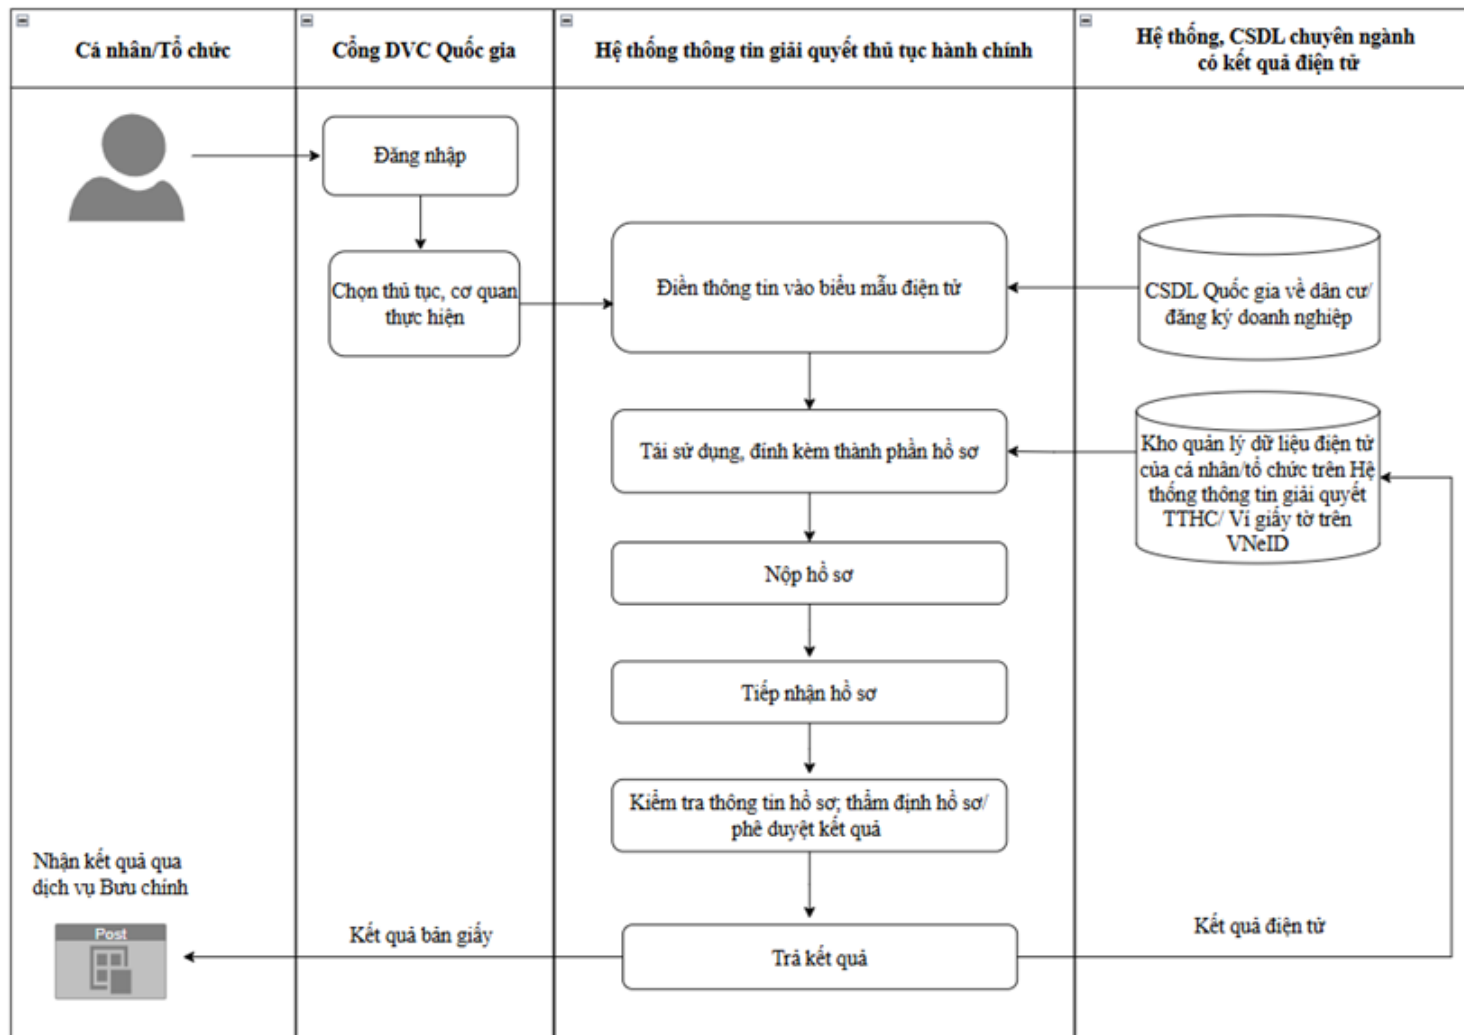 Cá nhân/Tổ chức
Cổng DVC Quốc gia
Hệ thống thông tin giải quyết thủ tục hành chính
Hệ thống, CSDL chuyên ngành
có kết quả điện tử
Đăng nhập
Chọn thủ tục, cơ quan
thực hiện
Điền thông tin vào biểu mẫu điện tử
CSDL Quốc gia về dân cư/
đăng ký doanh nghiệp
Tái sử dụng, đính kèm thành phần hồ sơ
Kho quản lý dữ liệu điện tử
của cá nhân/tổ chức trên Hệ
thống thông tin giải quyết
TTHC/ Ví giấy tờ trên
VNeID
Nộp hồ sơ
Tiếp nhận hồ sơ
Kiểm tra thông tin hồ sơ; thẩm định hồ sơ/
phê duyệt kết quả
Nhận kết quả qua
dịch vụ Bưu chính
Post
Kết quả bản giấy
Trả kết quả
Kết quả điện tử